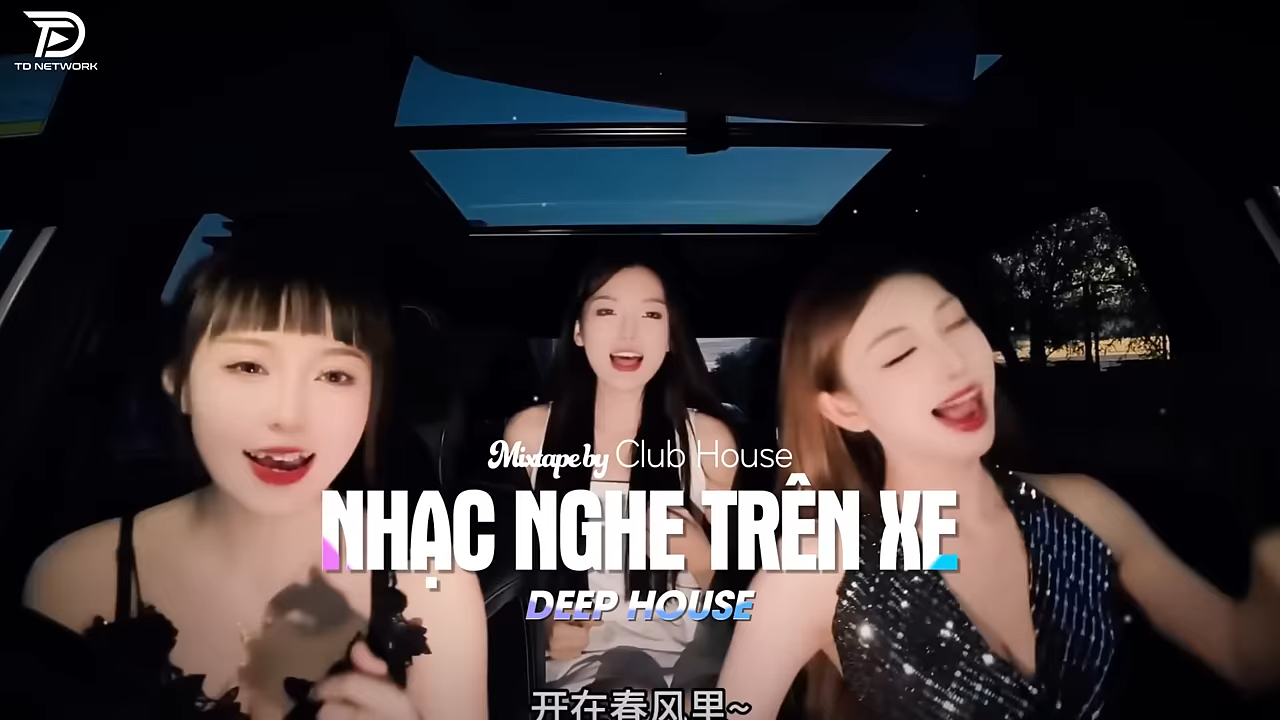 TD NETWORK
Mixtape by Club House
NHẠC NGHE TRÊN XE
DEEP HOUSE
开在春风里~